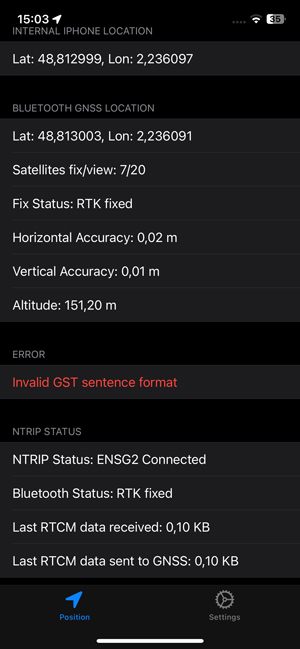 15:03
35
INTERNAL IPHONE LOCATION
Lat: 48,812999, Lon: 2,236097
BLUETOOTH GNSS LOCATION
Lat: 48,813003, Lon: 2,236091
Satellites fix/view: 7/20
Fix Status: RTK fixed
Horizontal Accuracy: 0,02 m
Vertical Accuracy: 0,01 m
Altitude: 151,20 m
ERROR
Invalid GST sentence format
NTRIP STATUS
NTRIP Status: ENSG2 Connected
Bluetooth Status: RTK fixed
Last RTCM data received: 0,10 KB
Last RTCM data sent to GNSS: 0,10 KB
Position
Settings